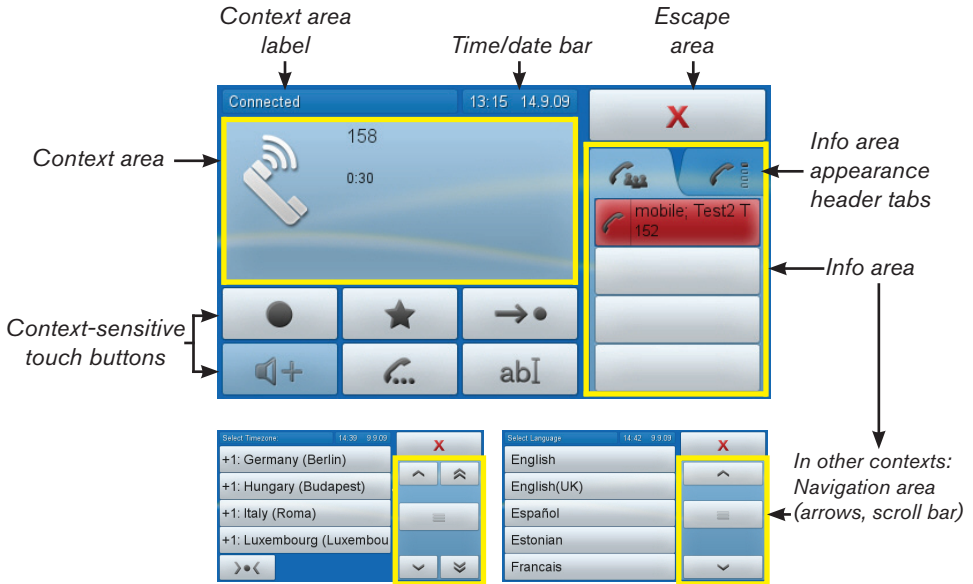 Context area
label
Time/date bar
Escape
area
Connected
13:15 14.9.09
X
Context area
158
0:30
Info area
appearance
header tabs
mobile; Test2 T
152
Info area
Context-sensitive
touch buttons
abI
Select Timezone:
14:39 9.9.09
X
+1: Germany (Berlin)
+1: Hungary (Budapest)
+1: Italy (Roma)
+1: Luxembourg (Luxembou
Select Language
14:42 9.9.09
X
English
English(UK)
Español
Estonian
Francais
In other contexts:
Navigation area
(arrows, scroll bar)